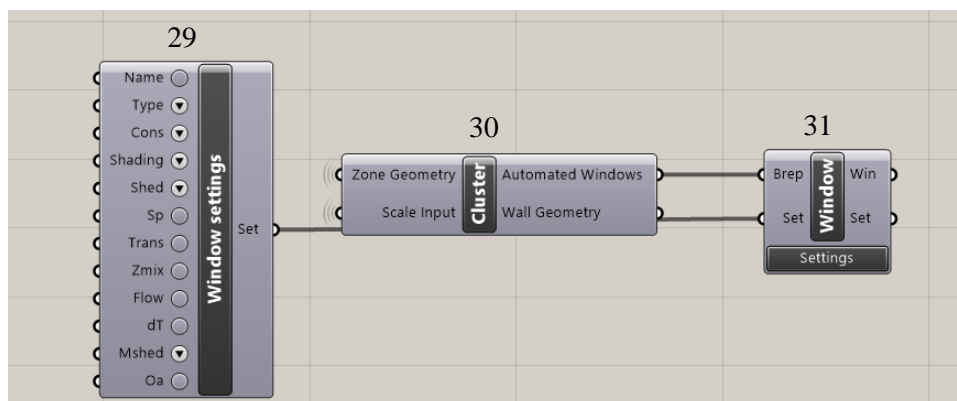 29
Name
Type
Cons
Shading
Shed
Sp
Trans
Zmix
Flow
dT
Mshed
Oa
Window settings
Set
30
Zone Geometry
Scale Input
Cluster
Automated Windows
Wall Geometry
31
Brep
Set
Window
Win
Set
Settings